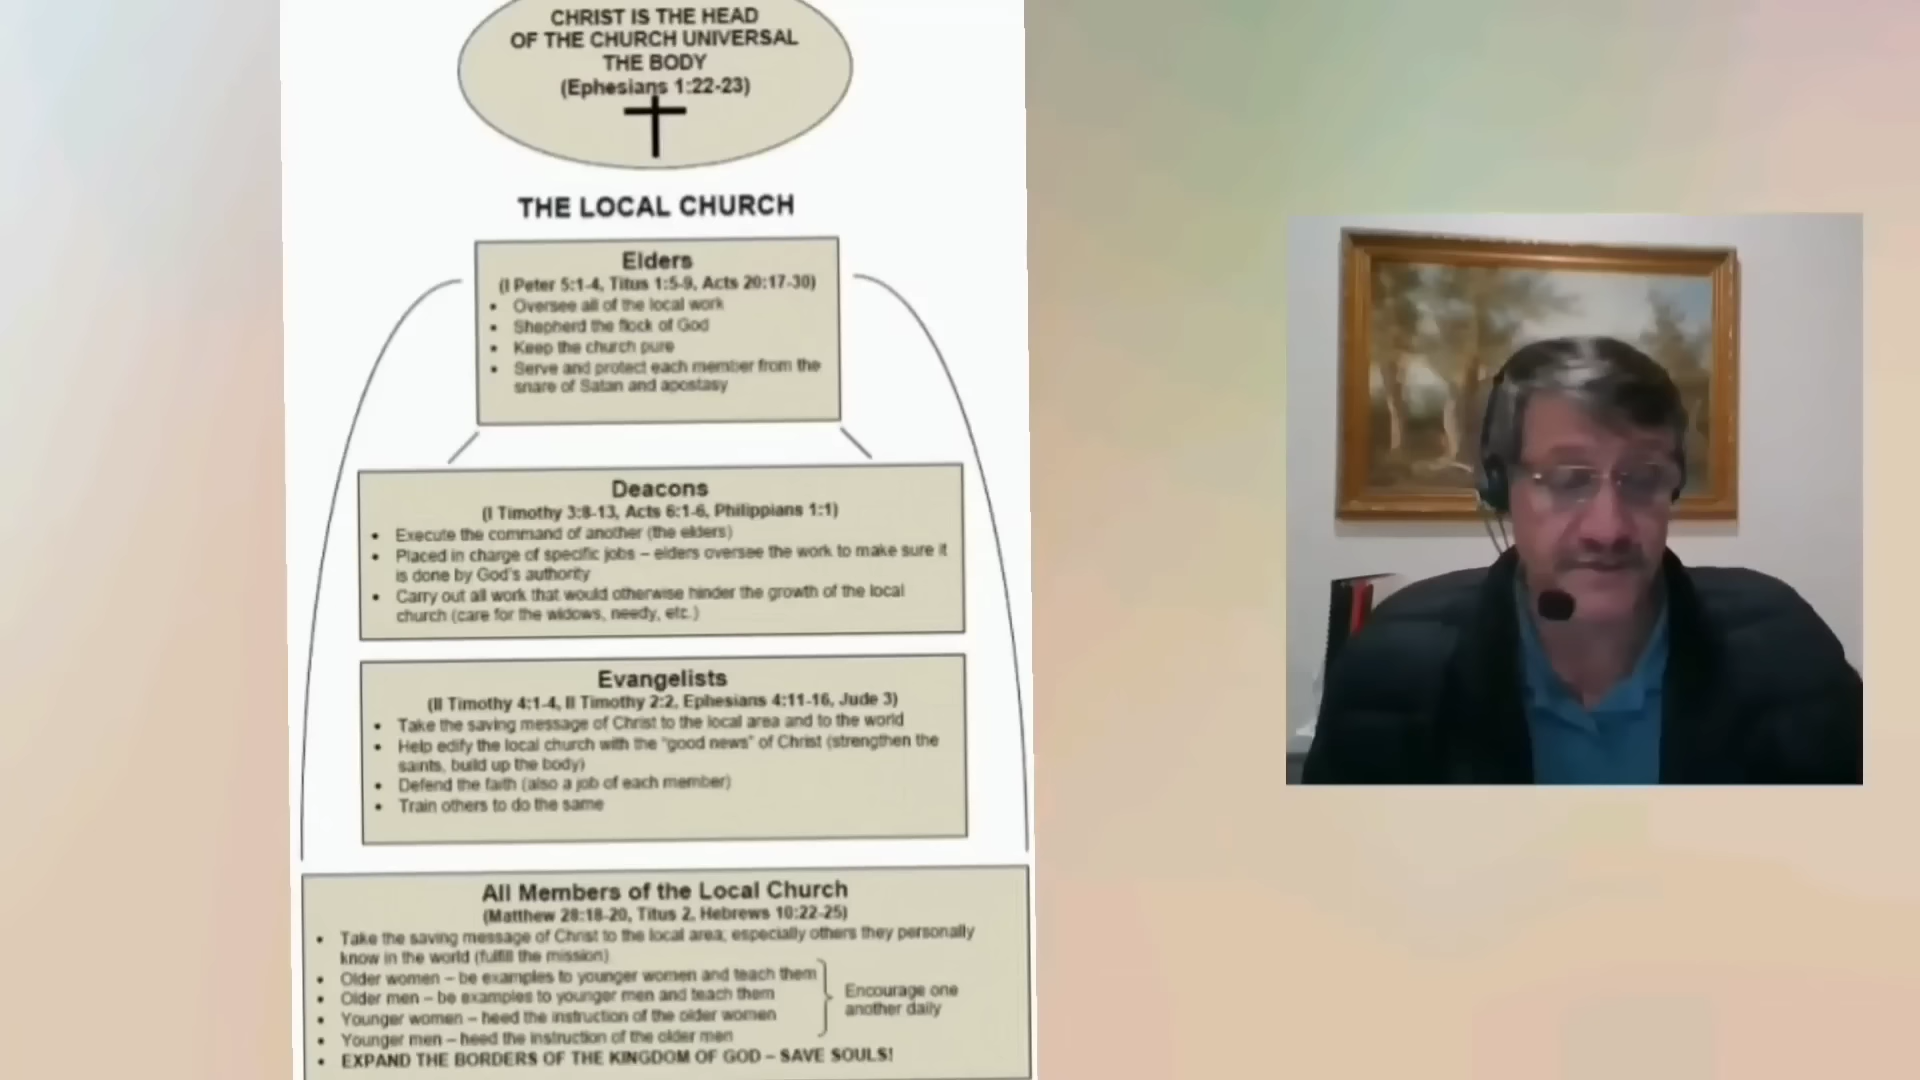 CHRIST IS THE HEAD
OF THE CHURCH UNIVERSAL
THE BODY
(Ephesians 1:22-23)
THE LOCAL CHURCH
Elders
(I Peter 5:1-4, Titus 1:5-9, Acts 20:17-30)
• Oversee all of the local work
• Shepherd the flock of God
• Keep the church pure
• Serve and protect each member from the
snare of Satan and apostasy
Deacons
(I Timothy 3:8-13, Acts 6:1-6, Philippians 1:1)
• Execute the command of another (the elders)
• Placed in charge of specific jobs – elders oversee the work to make sure it
is done by God's authority
• Carry out all work that would otherwise hinder the growth of the local
church (care for the widows, needy, etc.)
Evangelists
(II Timothy 4:1-4, II Timothy 2:2, Ephesians 4:11-16, Jude 3)
• Take the saving message of Christ to the local area and to the world
• Help edify the local church with the "good news" of Christ (strengthen the
saints, build up the body)
• Defend the faith (also a job of each member)
• Train others to do the same
All Members of the Local Church
(Matthew 28:18-20, Titus 2, Hebrews 10:22-25)
• Take the saving message of Christ to the local area; especially others they personally
know in the world (fulfill the mission)
• Older women – be examples to younger women and teach them
• Older men – be examples to younger men and teach them
• Younger women – heed the instruction of the older women
• Younger men – heed the instruction of the older men
Encourage one
another daily
• EXPAND THE BORDERS OF THE KINGDOM OF GOD – SAVE SOULS!